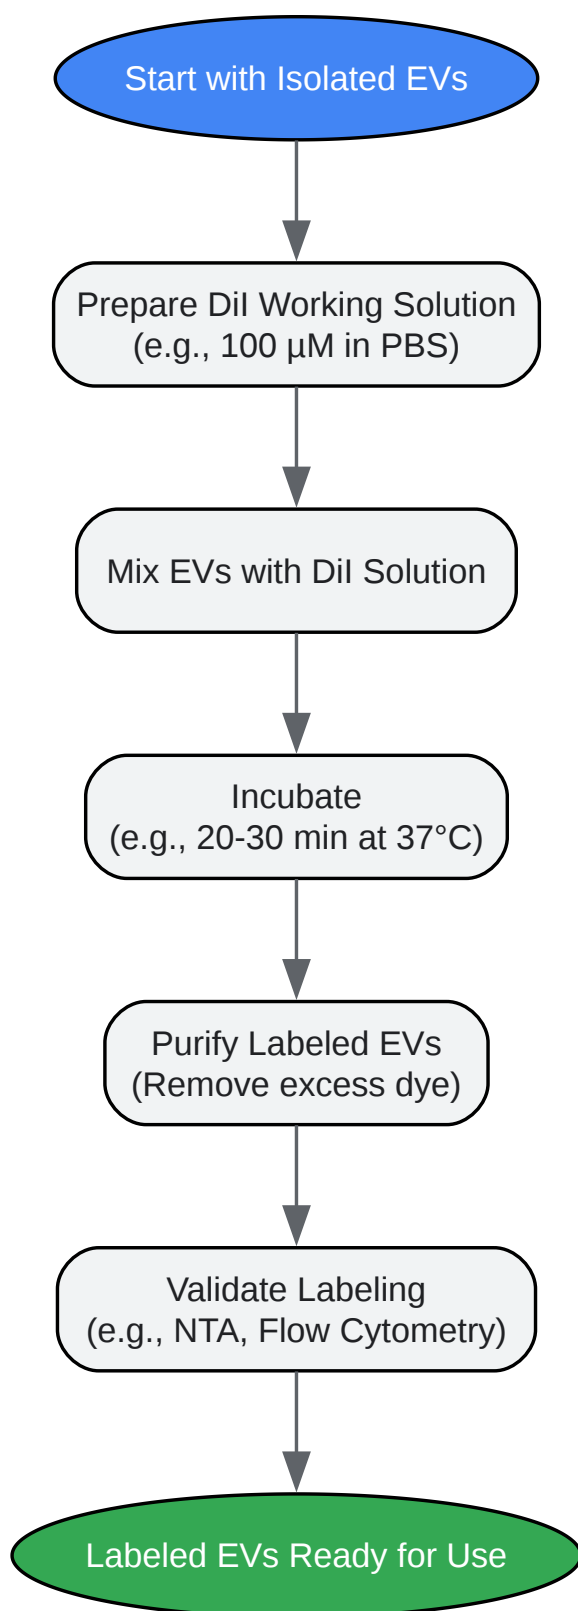 Start with Isolated EVs
Prepare DiI Working Solution
(e.g., 100 µM in PBS)
Mix EVs with DiI Solution
Incubate
(e.g., 20-30 min at 37°C)
Purify Labeled EVs
(Remove excess dye)
Validate Labeling
(e.g., NTA, Flow Cytometry)
Labeled EVs Ready for Use